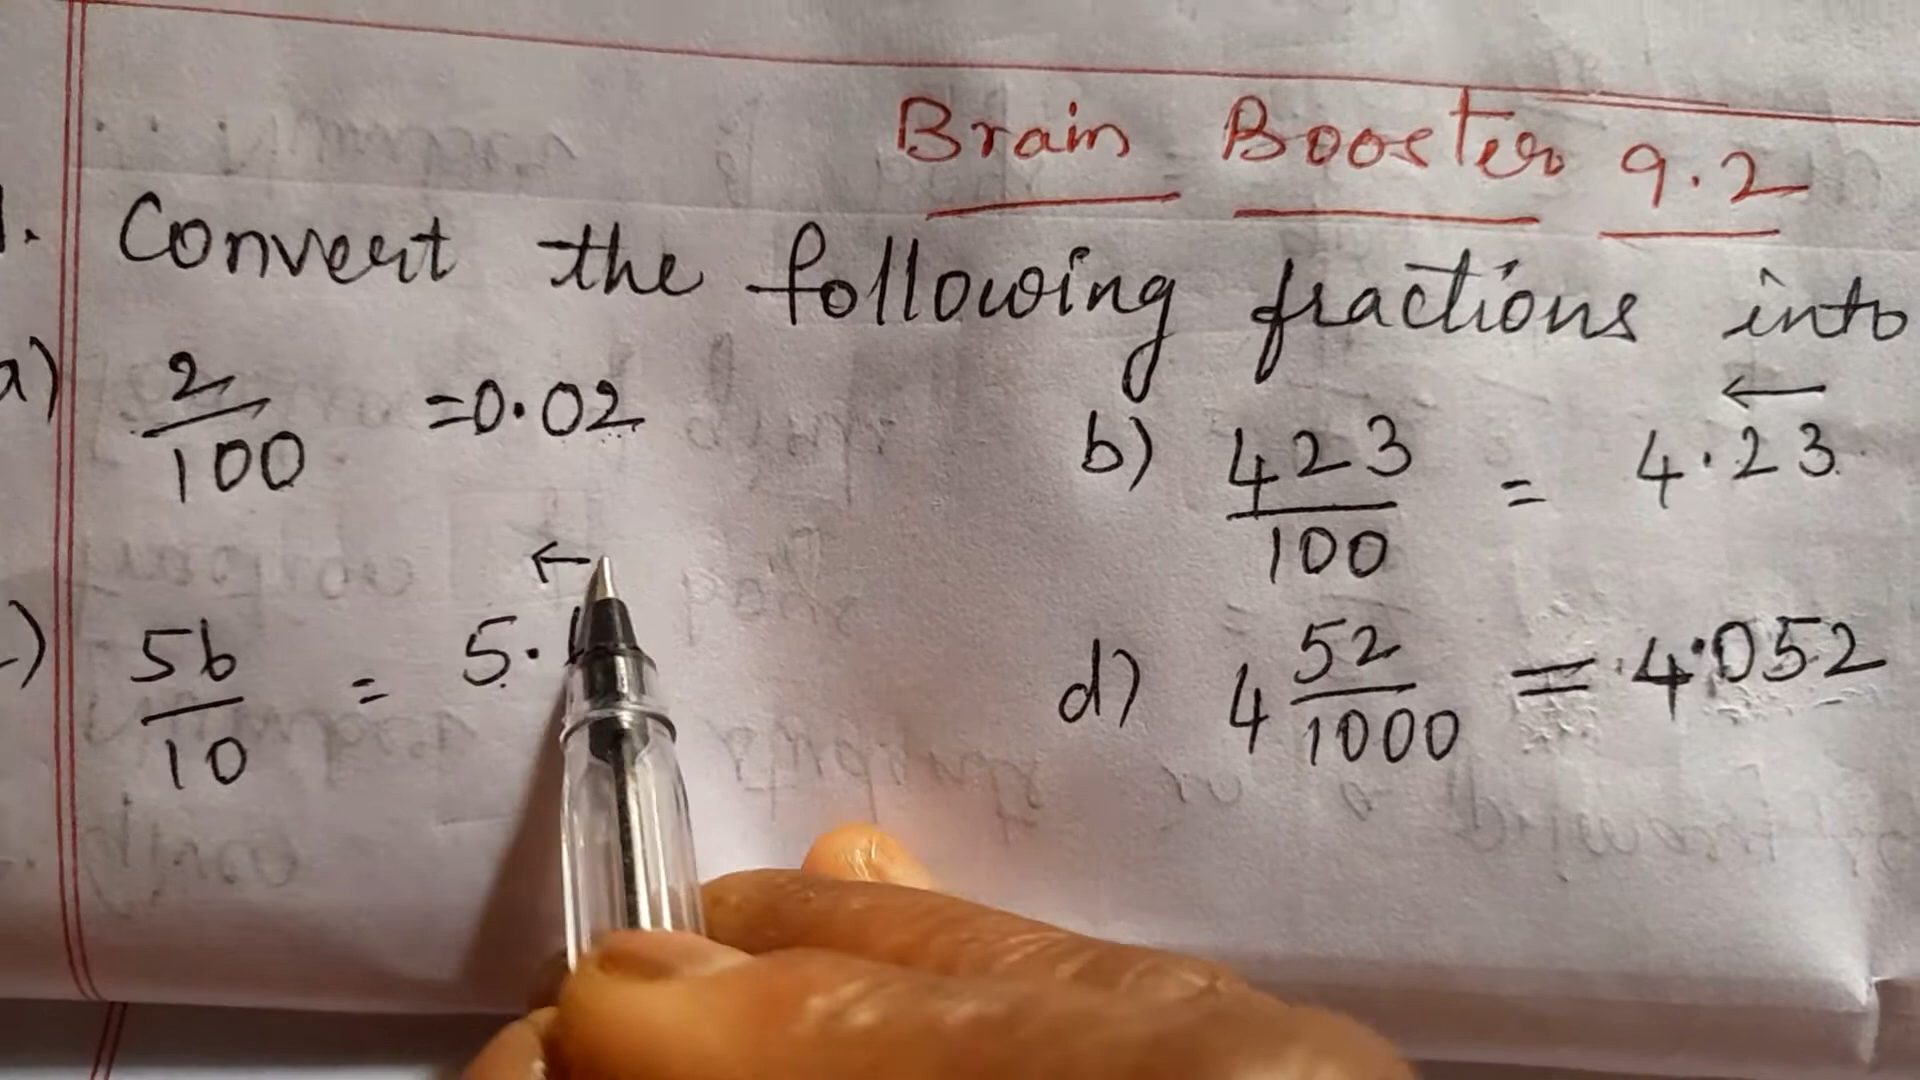 Brain Booster 9.2
1. Convert the following fractions into
a) 2/100 =0.02
b) 423/100 = 4.23
c) 56/10 = 5.
d) 4 52/1000 = 4.052